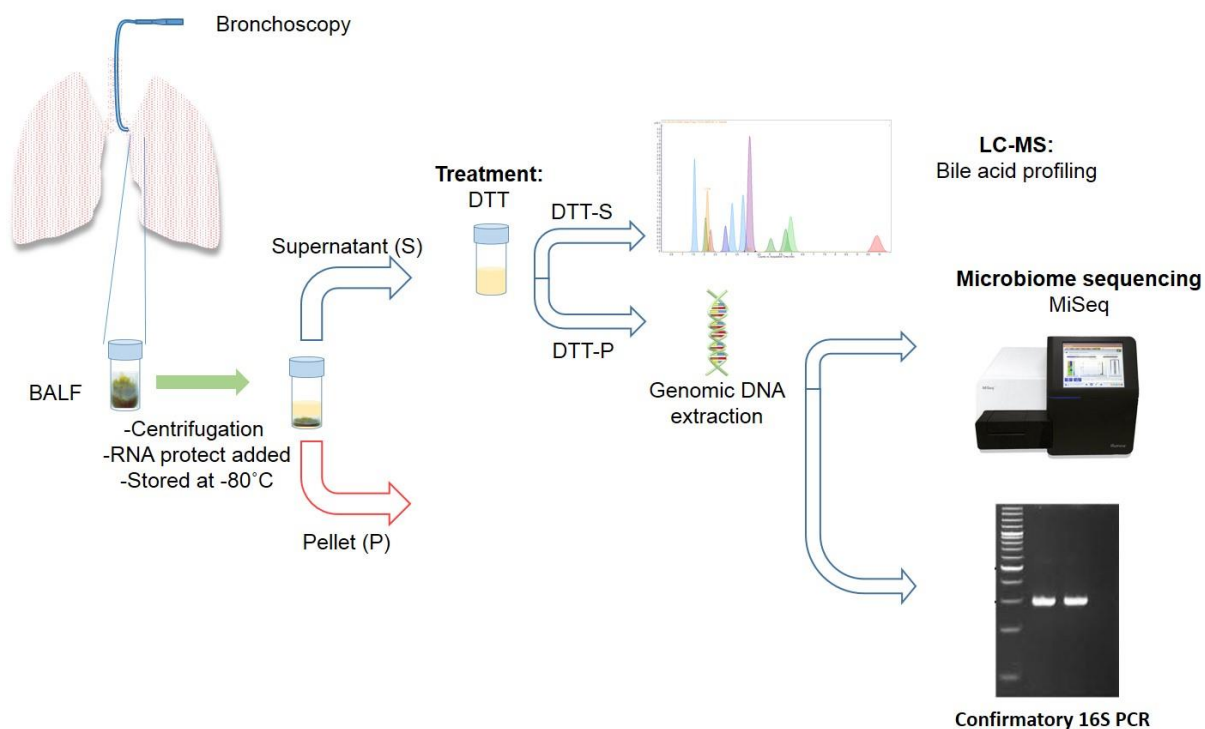 Bronchoscopy
LC-MS:
Bile acid profiling
Treatment:
DTT
DTT-S
Supernatant (S)
Microbiome sequencing
MiSeq
DTT-P
BALF
Genomic DNA
extraction
-Centrifugation
-RNA protect added
-Stored at -80˚C
Pellet (P)
Confirmatory 16S PCR